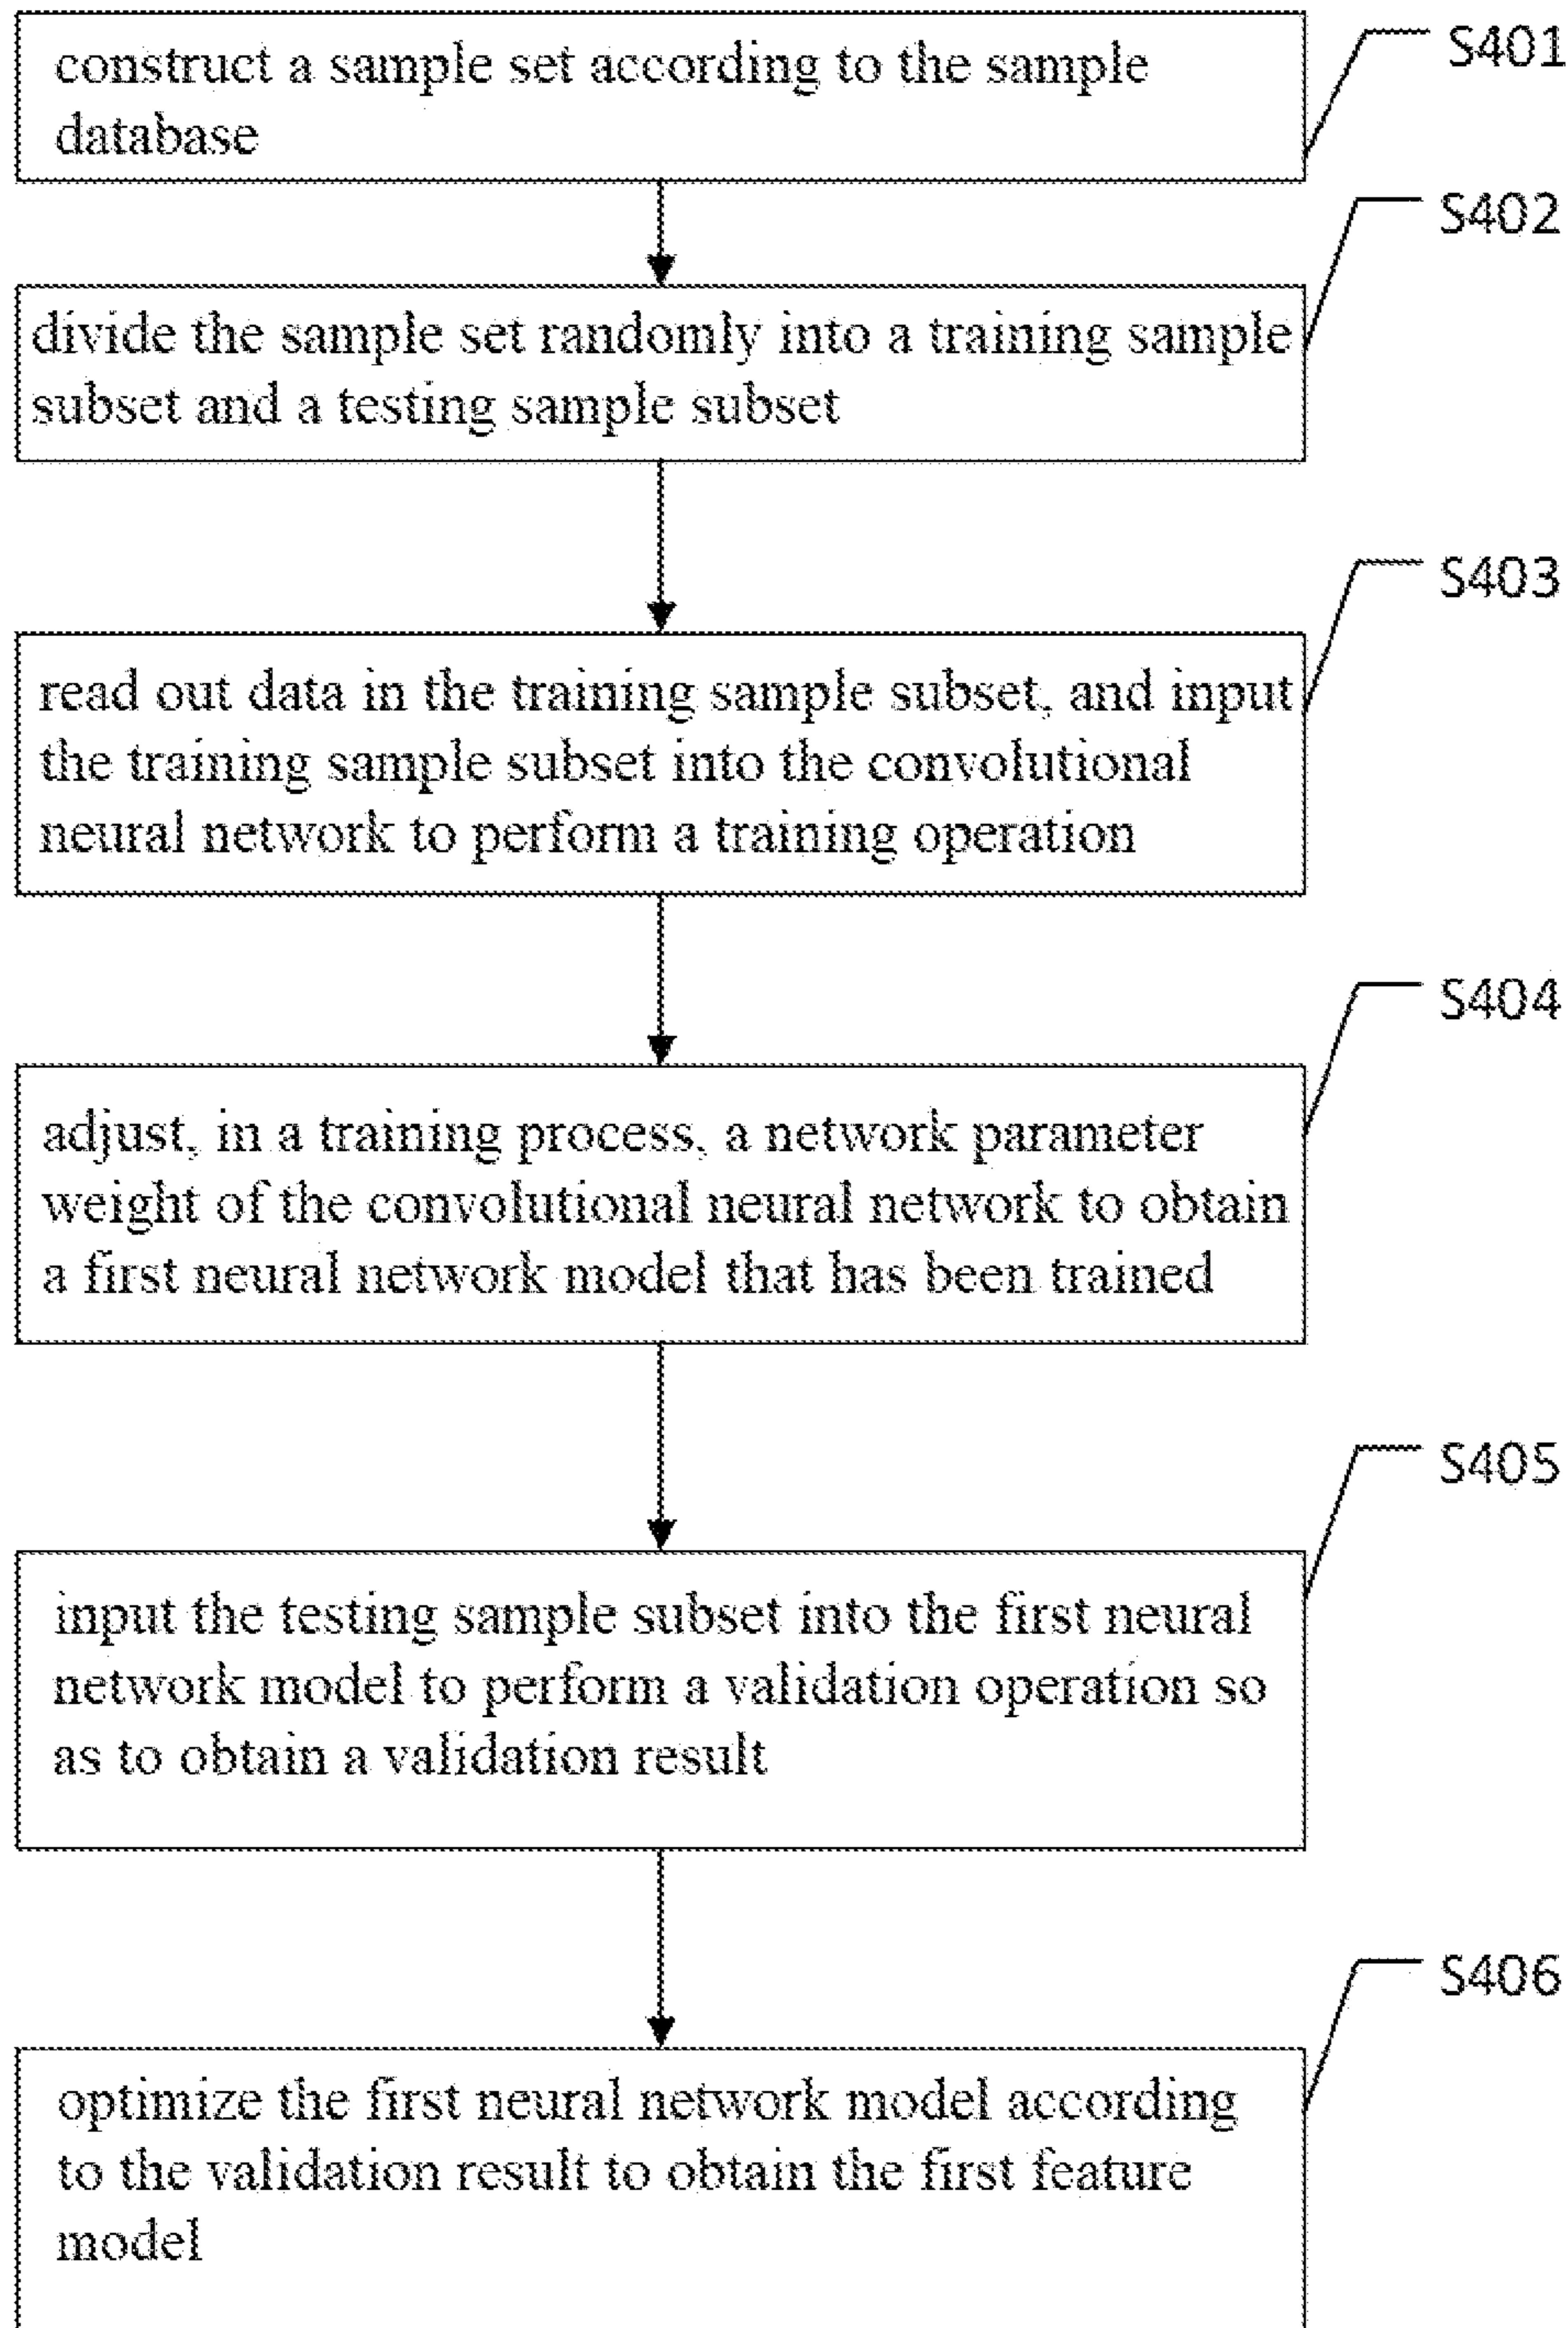 construct a sample set according to the sample
database
S401
divide the sample set randomly into a training sample
subset and a testing sample subset
S402
read out data in the training sample subset, and input
the training sample subset into the convolutional
neural network to perform a training operation
S403
adjust, in a training process, a network parameter
weight of the convolutional neural network to obtain
a first neural network model that has been trained
S404
input the testing sample subset into the first neural
network model to perform a validation operation so
as to obtain a validation result
S405
optimize the first neural network model according
to the validation result to obtain the first feature
model
S406